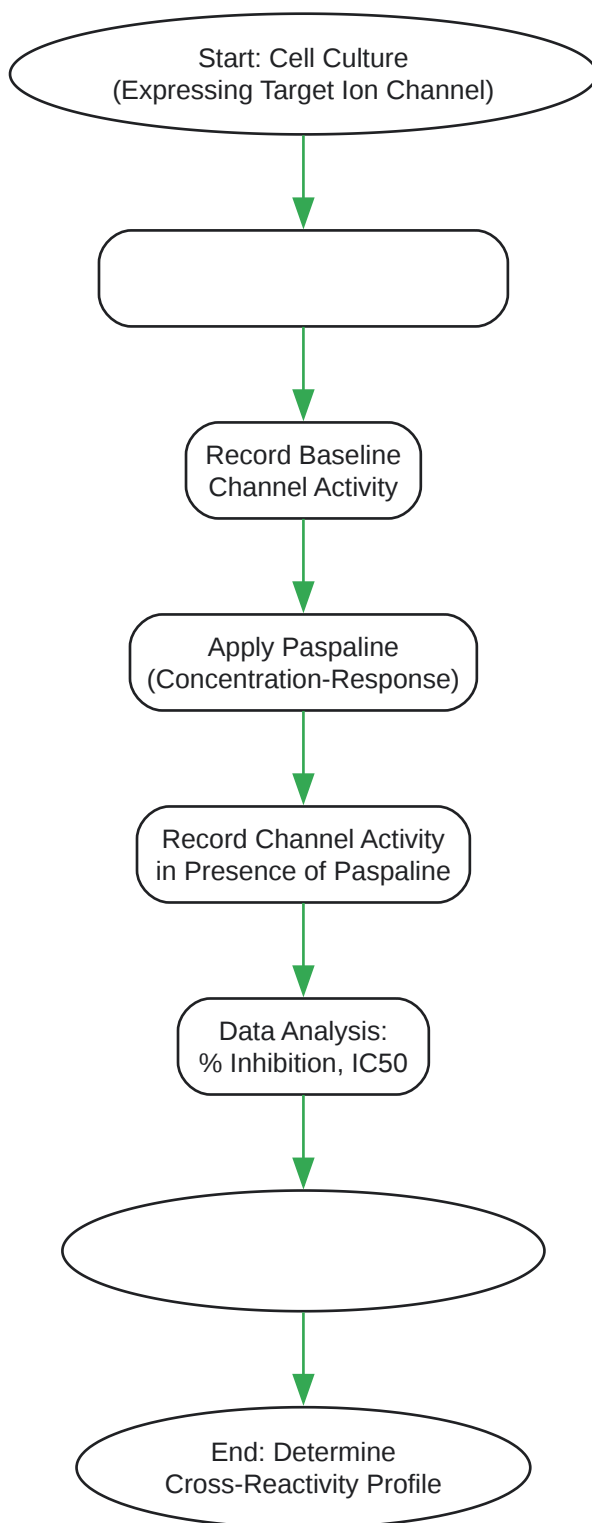 Start: Cell Culture
(Expressing Target Ion Channel)
Record Baseline
Channel Activity
Apply Paspaline
(Concentration-Response)
Record Channel Activity
in Presence of Paspaline
Data Analysis:
% Inhibition, IC50
End: Determine
Cross-Reactivity Profile